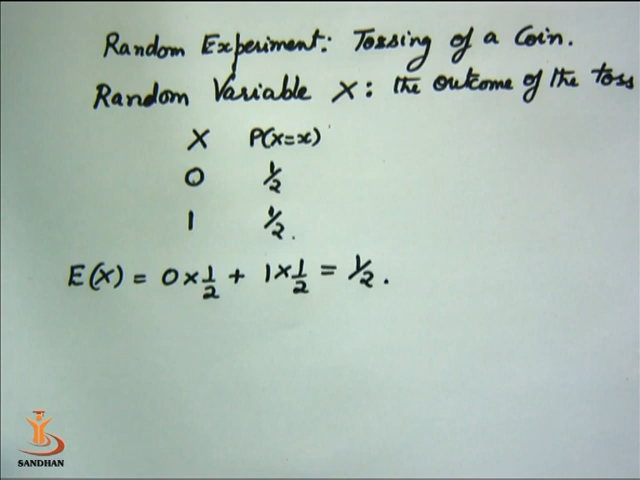 Random Experiment: Tossing of a Coin.
Random Variable X: the outcome of the toss
X P(X=x)
0 1/2
1 1/2.
E(X) = 0 × 1/2 + 1 × 1/2 = 1/2.
SANDHAN